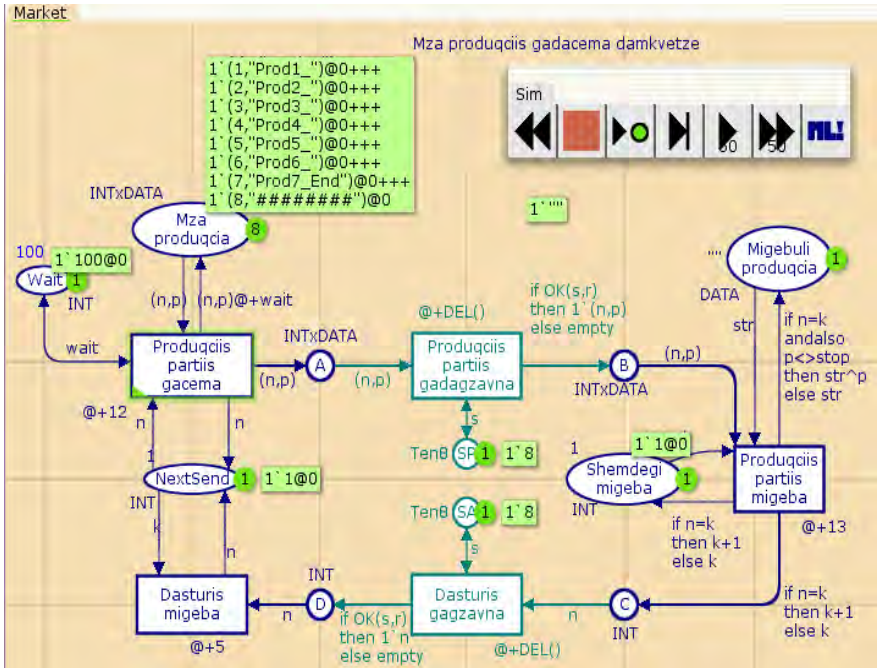 Market
Mza produqciis gadacema damkvetze
1`(1,"Prod1_")@0+++
1`(2,"Prod2_")@0+++
1`(3,"Prod3_")@0+++
1`(4,"Prod4_")@0+++
1`(5,"Prod5_")@0+++
1`(6,"Prod6_")@0+++
1`(7,"Prod7_End")@0+++
1`(8,"########")@0
Sim
50
ML!
INTxDATA
Mza
produqcia
8
1`""
100
1`100@0
Wait
1
INT
(n,p)
(n,p)@+wait
wait
Produqciis
partiis
gacema
@+12
INTxDATA
A
(n,p)
(n,p)
@+DEL()
Produqciis
partiis
gadagzavna
if OK(s,r)
then 1`(n,p)
else empty
B
INTxDATA
(n,p)
""
Migebuli
produqcia
1
DATA
str
if n=k
andalso
p<>stop
then str^p
else str
n
n
s
Ten8
SP
1
1`8
1
NextSend
1
1`1@0
INT
Ten8
SA
1
1`8
s
1
1`1@0
Shemdegi
migeba
1
INT
Produqciis
partiis
migeba
@+13
if n=k
then k+1
else k
k
n
Dasturis
migeba
@+5
n
INT
D
if OK(s,r)
then 1`n
else empty
Dasturis
gagzavna
@+DEL()
n
C
INT
if n=k
then k+1
else k